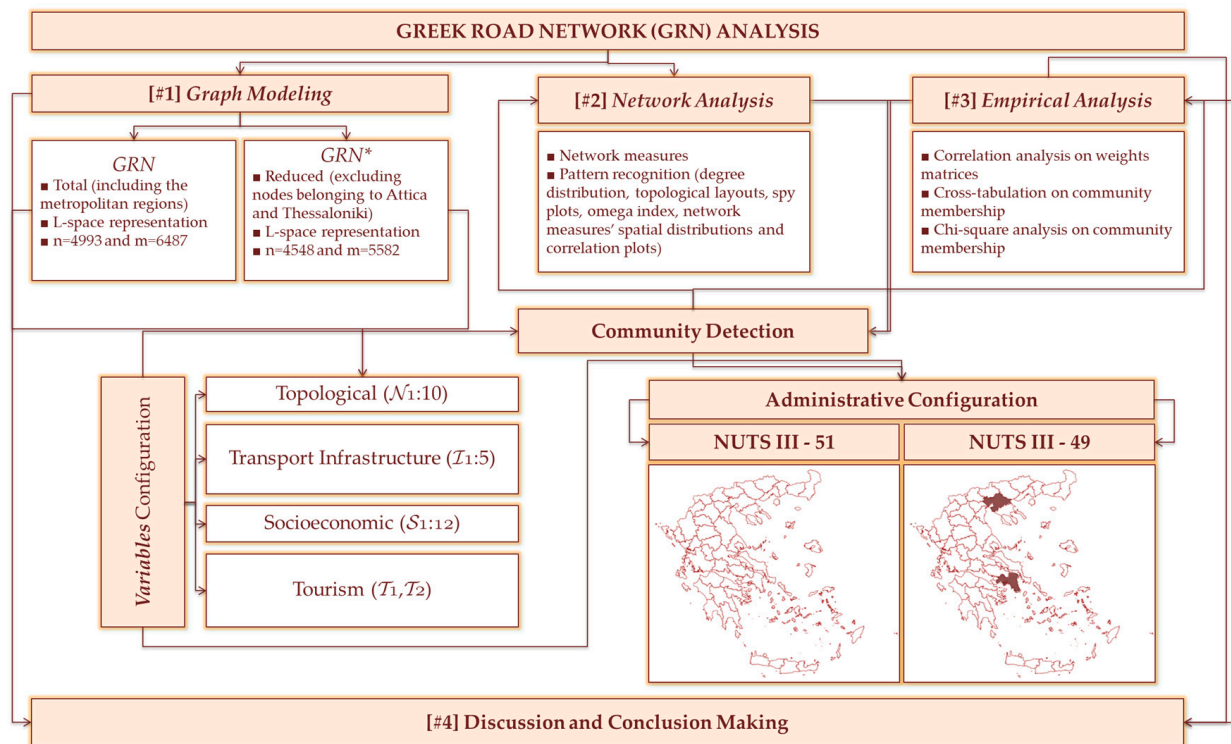 GREEK ROAD NETWORK (GRN) ANALYSIS
[#1] Graph Modeling
GRN
■ Total (including the
metropolitan regions)
■ L-space representation
■ n=4993 and m=6487
GRN*
■ Reduced (excluding
nodes belonging to Attica
and Thessaloniki)
■ L-space representation
■ n=4548 and m=5582
[#2] Network Analysis
■ Network measures
■ Pattern recognition (degree
distribution, topological layouts, spy
plots, omega index, network
measures’ spatial distributions and
correlation plots)
[#3] Empirical Analysis
■ Correlation analysis on weights
matrices
■ Cross-tabulation on community
membership
■ Chi-square analysis on community
membership
Community Detection
Variables Configuration
Topological (𝒩1:10)
Transport Infrastructure (ℐ1:5)
Socioeconomic (𝒮1:12)
Tourism (𝒯1,𝒯2)
Administrative Configuration
NUTS III - 51
NUTS III - 49
[#4] Discussion and Conclusion Making